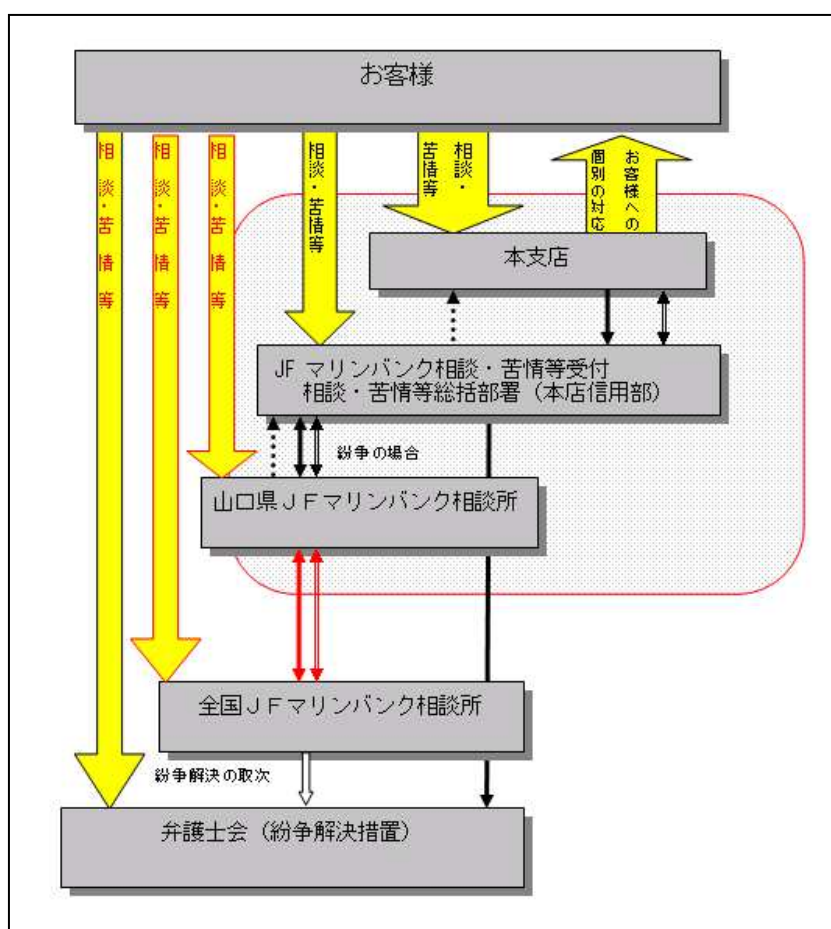 お客様
相談・苦情等
相談・苦情等
相談・苦情等
相談・苦情等
相談・
苦情等
お客様への
個別の対応
本支店
JF マリンバンク相談・苦情等受付
相談・苦情等総括部署（本店信用部）
紛争の場合
山口県ＪＦマリンバンク相談所
全国ＪＦマリンバンク相談所
紛争解決の取次
弁護士会（紛争解決措置）